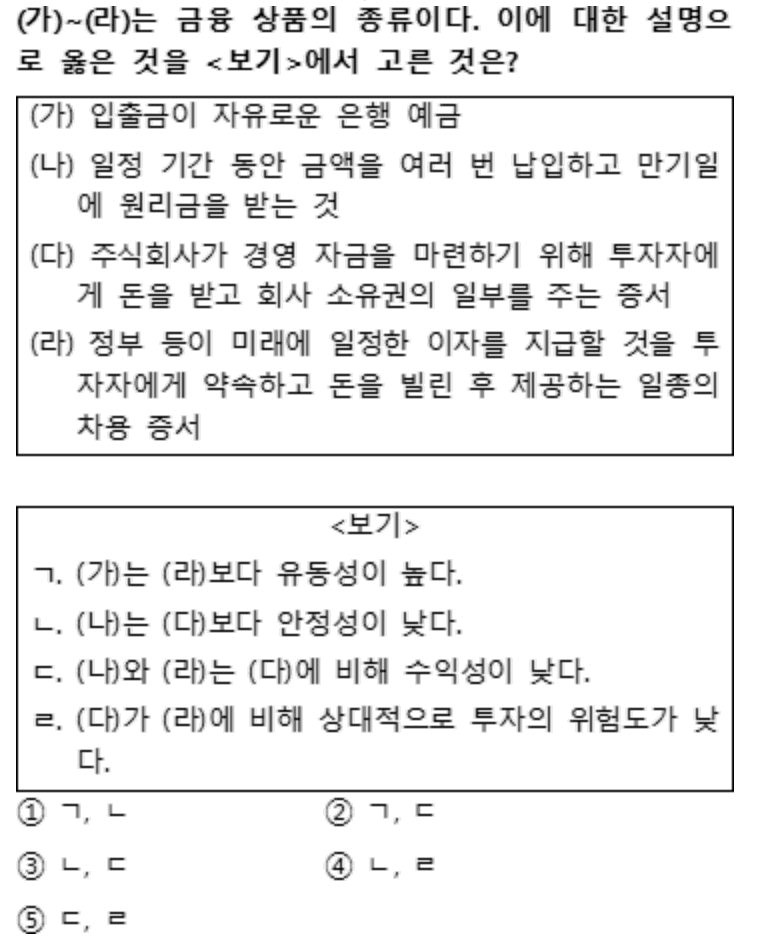 (가)~(라)는 금융 상품의 종류이다. 이에 대한 설명으
로 옳은 것을 <보기>에서 고른 것은?
(가) 입출금이 자유로운 은행 예금
(나) 일정 기간 동안 금액을 여러 번 납입하고 만기일
에 원리금을 받는 것
(다) 주식회사가 경영 자금을 마련하기 위해 투자자에
게 돈을 받고 회사 소유권의 일부를 주는 증서
(라) 정부 등이 미래에 일정한 이자를 지급할 것을 투
자자에게 약속하고 돈을 빌린 후 제공하는 일종의
차용 증서
<보기>
ㄱ. (가)는 (라)보다 유동성이 높다.
ㄴ. (나)는 (다)보다 안정성이 낮다.
ㄷ. (나)와 (라)는 (다)에 비해 수익성이 낮다.
ㄹ. (다)가 (라)에 비해 상대적으로 투자의 위험도가 낮
다.
① ㄱ, ㄴ ② ㄱ, ㄷ
③ ㄴ, ㄷ ④ ㄴ, ㄹ
⑤ ㄷ, ㄹ